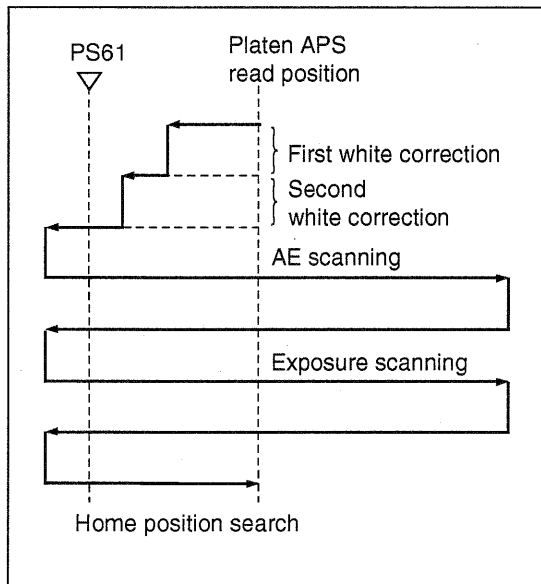 PS61
Platen APS
read position
First white correction
Second
white correction
AE scanning
Exposure scanning
Home position search